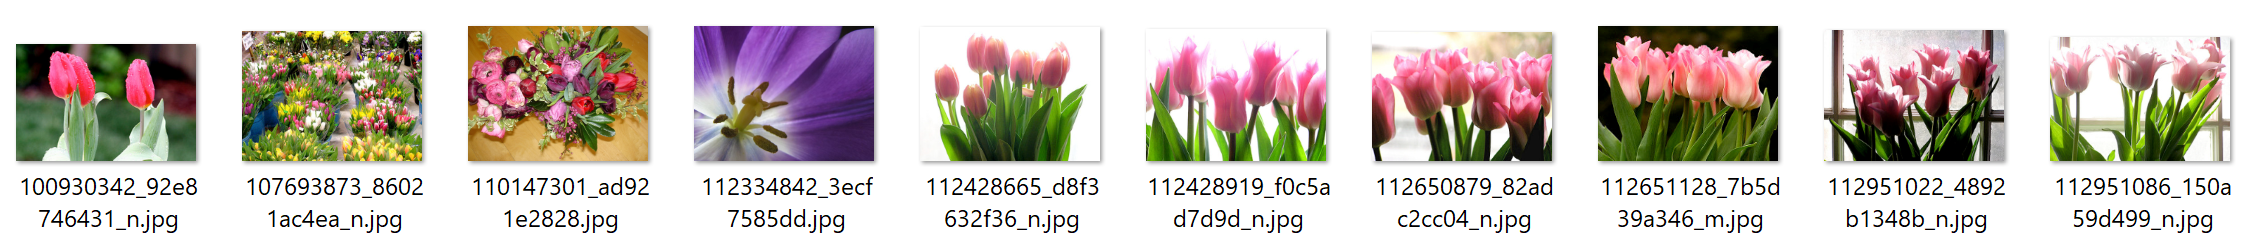 100930342_92e8
746431_n.jpg
107693873_8602
1ac4ea_n.jpg
110147301_ad92
1e2828.jpg
112334842_3ecf
7585dd.jpg
112428665_d8f3
632f36_n.jpg
112428919_f0c5a
d7d9d_n.jpg
112650879_82ad
c2cc04_n.jpg
112651128_7b5d
39a346_m.jpg
112951022_4892
b1348b_n.jpg
112951086_150a
59d499_n.jpg